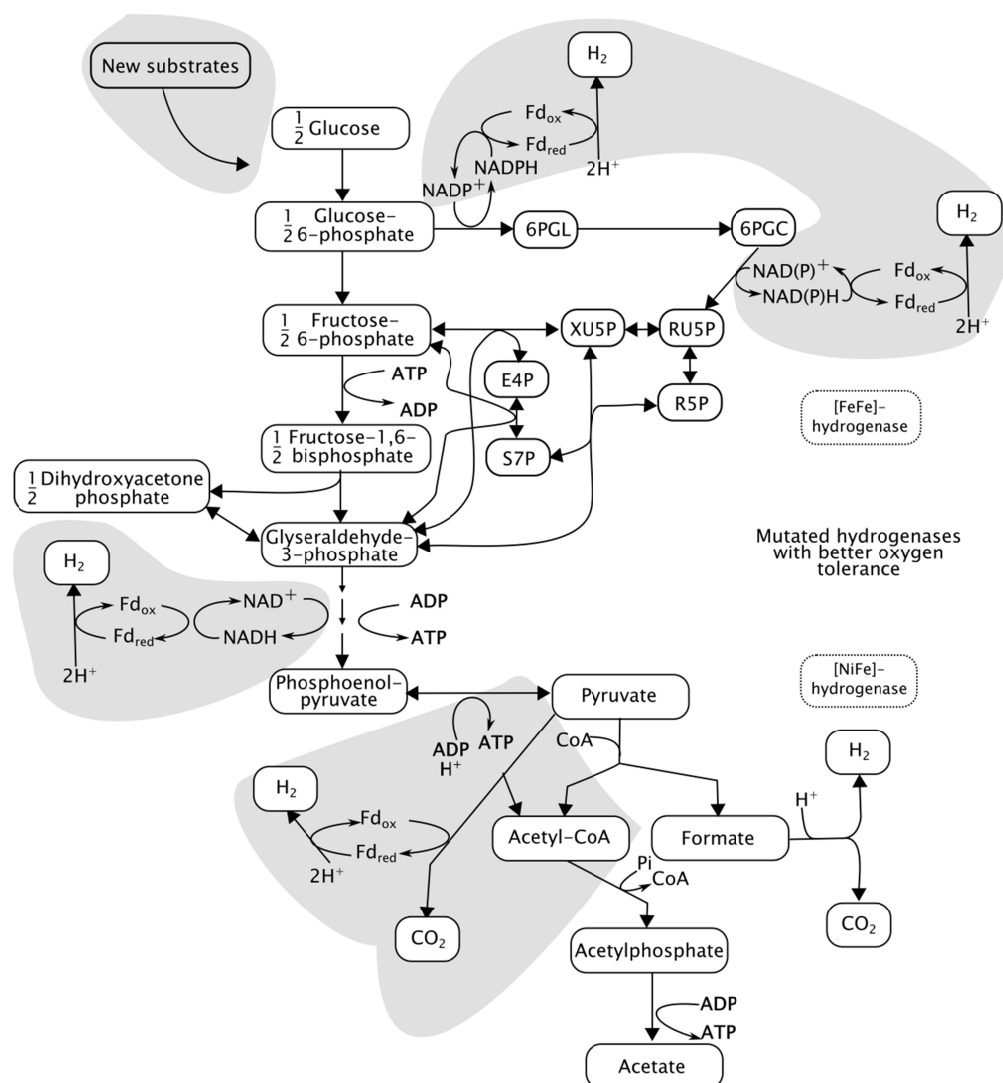 New substrates
H₂
½ Glucose
Fdox
Fdred
NADPH
NADP⁺
2H⁺
½ Glucose–
6–phosphate
6PGL
6PGC
H₂
NAD(P)⁺
NAD(P)H
Fdox
Fdred
2H⁺
½ Fructose–
6–phosphate
XU5P
RU5P
ATP
ADP
E4P
R5P
[FeFe]–
hydrogenase
½ Fructose–1,6–
bisphosphate
S7P
½ Dihydroxyacetone
phosphate
Glyseraldehyde–
3–phosphate
Mutated hydrogenases
with better oxygen
tolerance
H₂
Fdox
Fdred
NAD⁺
NADH
2H⁺
ADP
ATP
Phosphoenol–
pyruvate
Pyruvate
[NiFe]–
hydrogenase
ADP
H⁺
ATP
CoA
H₂
H₂
Fdox
Fdred
2H⁺
Acetyl–CoA
Formate
H⁺
Pi
CoA
CO₂
CO₂
Acetylphosphate
ADP
ATP
Acetate